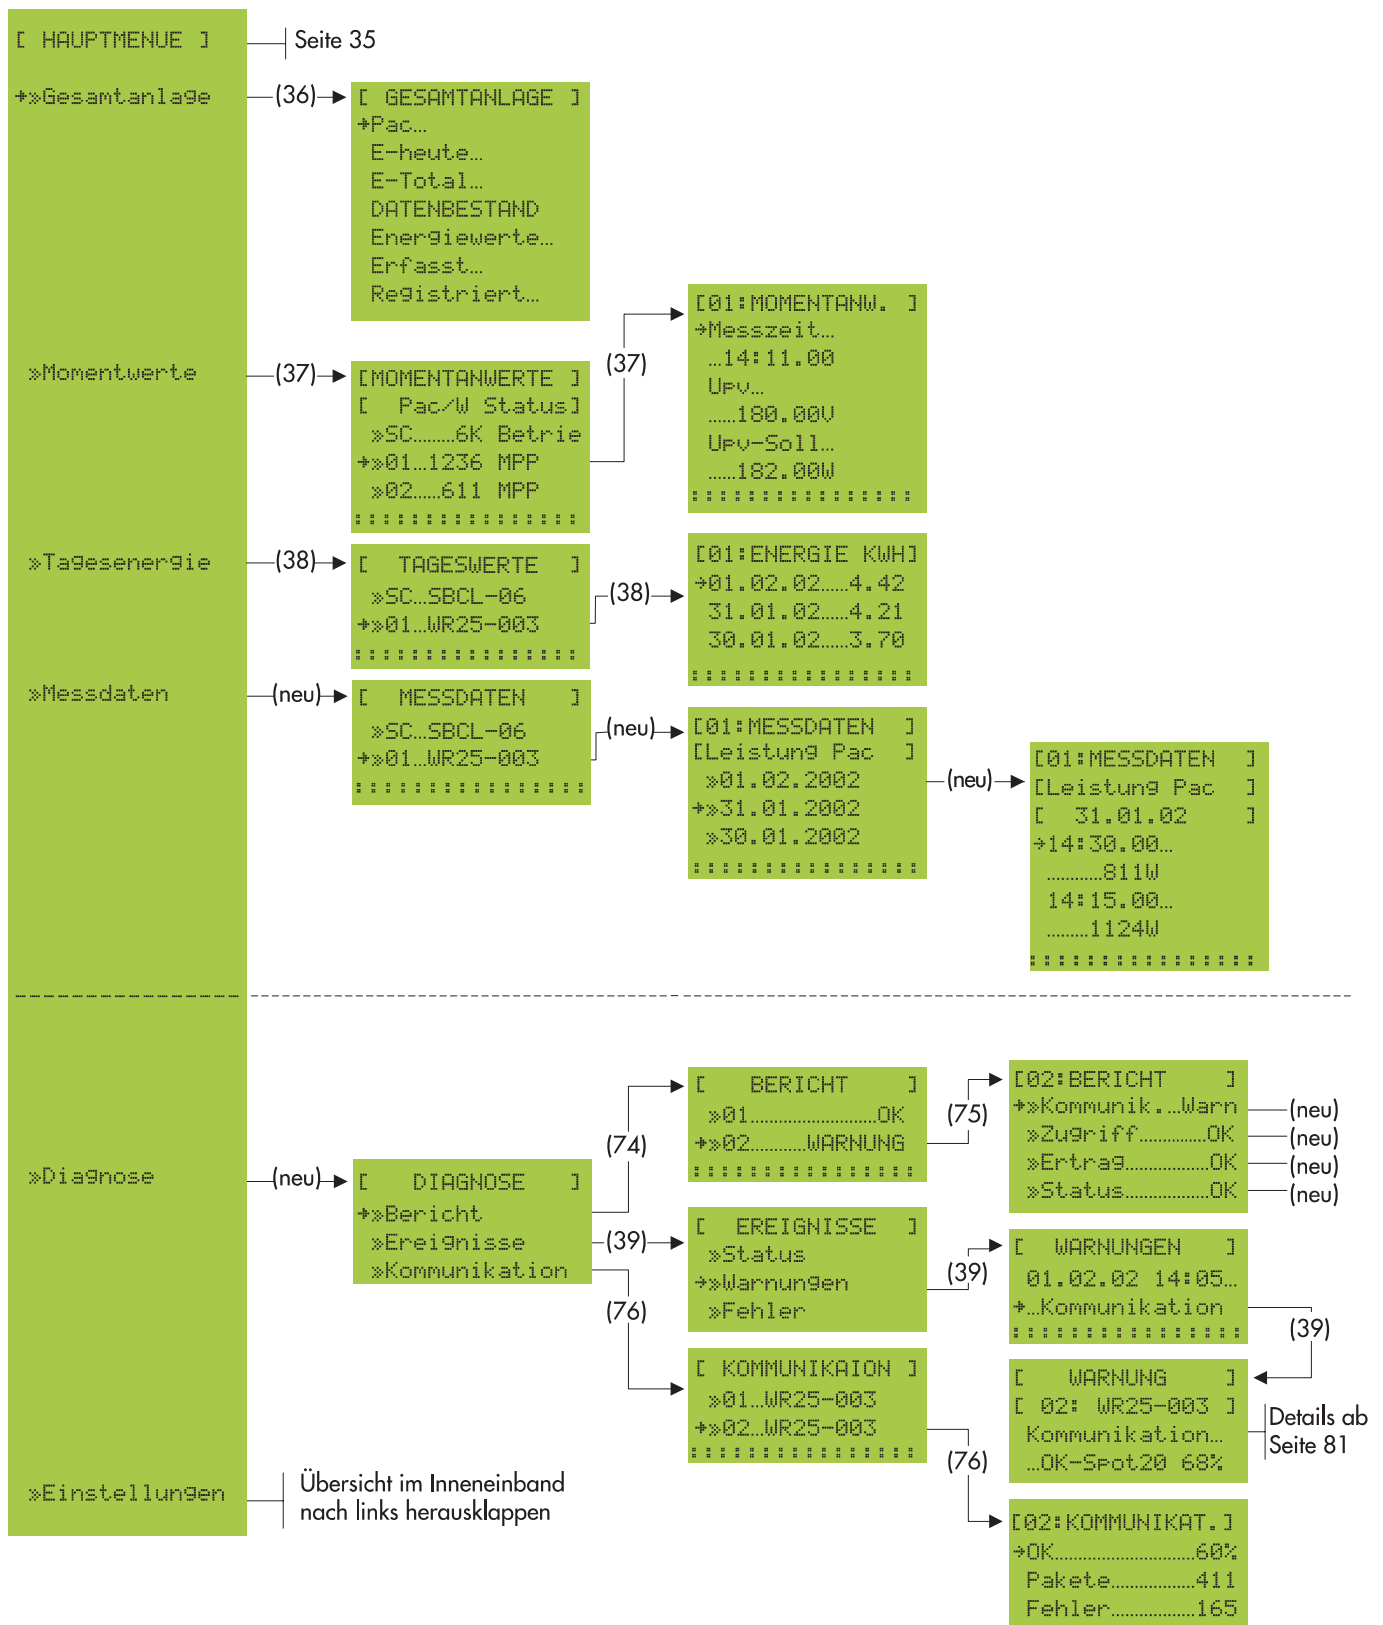 [ HAUPTMENUE ]
Seite 35
➔»Gesamtanlage
(36)
[ GESAMTANLAGE ]
➔Pac...
E-heute...
E-Total...
DATENBESTAND
Energiewerte...
Erfasst...
Registriert...
»Momentwerte
(37)
[MOMENTANWERTE ]
[ Pac/W Status]
»SC........6K Betrie
➔»01...1236 MPP
»02.....611 MPP
(37)
[01:MOMENTANW. ]
➔Messzeit...
...14:11.00
Upv...
.....180.00V
Upv-Soll...
.....182.00W
»Tagesenergie
(38)
[ TAGESWERTE ]
»SC...SBCL-06
➔»01...WR25-003
(38)
[01:ENERGIE KWH]
➔01.02.02.....4.42
31.01.02.....4.21
30.01.02.....3.70
»Messdaten
(neu)
[ MESSDATEN ]
»SC...SBCL-06
➔»01...WR25-003
(neu)
[01:MESSDATEN ]
[Leistung Pac ]
»01.02.2002
➔»31.01.2002
»30.01.2002
(neu)
[01:MESSDATEN ]
[Leistung Pac ]
[ 31.01.02 ]
➔14:30.00...
...........811W
14:15.00...
.........1124W
»Diagnose
(neu)
[ DIAGNOSE ]
➔»Bericht
»Ereignisse
»Kommunikation
(74)
[ BERICHT ]
»01.........................OK
➔»02...........WARNUNG
(75)
[02:BERICHT ]
➔»Kommunik....Warn
»Zugriff..............OK
»Ertrag.................OK
»Status.................OK
(neu)
(neu)
(neu)
(neu)
(39)
[ EREIGNISSE ]
»Status
➔»Warnungen
»Fehler
(39)
[ WARNUNGEN ]
01.02.02 14:05...
➔...Kommunikation
(39)
[ WARNUNG ]
[ 02: WR25-003 ]
Kommunikation...
...OK-Spot20 68%
Details ab
Seite 81
(76)
[ KOMMUNIKAION ]
»01...WR25-003
➔»02...WR25-003
(76)
[02:KOMMUNIKAT.]
➔OK............................60%
Pakete.................411
Fehler.................165
»Einstellungen
Übersicht im Inneneinband
nach links herausklappen